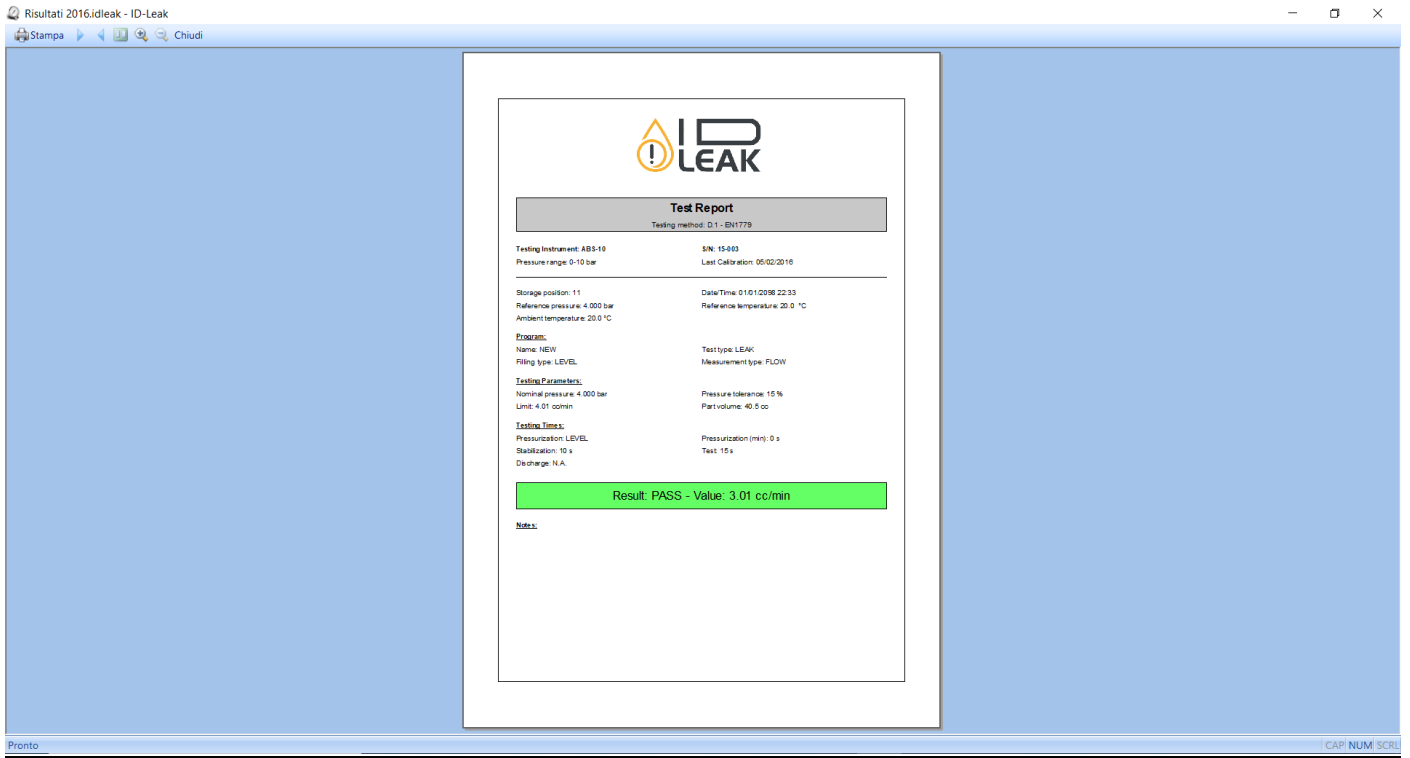 Risultati 2016.idleak - ID-Leak
Stampa Chiudi
ID
LEAK
Test Report
Testing method: D.1 - EN1779
Testing Instrument: ABS-10 S/N: 15-003
Pressure range: 0-10 bar Last Calibration: 05/02/2016
Storage position: 11 Date/Time: 01/01/2098 22:33
Reference pressure: 4.000 bar Reference temperature: 20.0 °C
Ambient temperature: 20.0 °C
Program:
Name: NEW Test type: LEAK
Filling type: LEVEL Measurement type: FLOW
Testing Parameters:
Nominal pressure: 4.000 bar Pressure tolerance: 15 %
Limit: 4.01 cc/min Part volume: 40.5 cc
Testing Times:
Pressurization: LEVEL Pressurization (min): 0 s
Stabilization: 10 s Test: 15 s
Discharge: N.A.
Result: PASS - Value: 3.01 cc/min
Notes:
Pronto CAP NUM SCRL